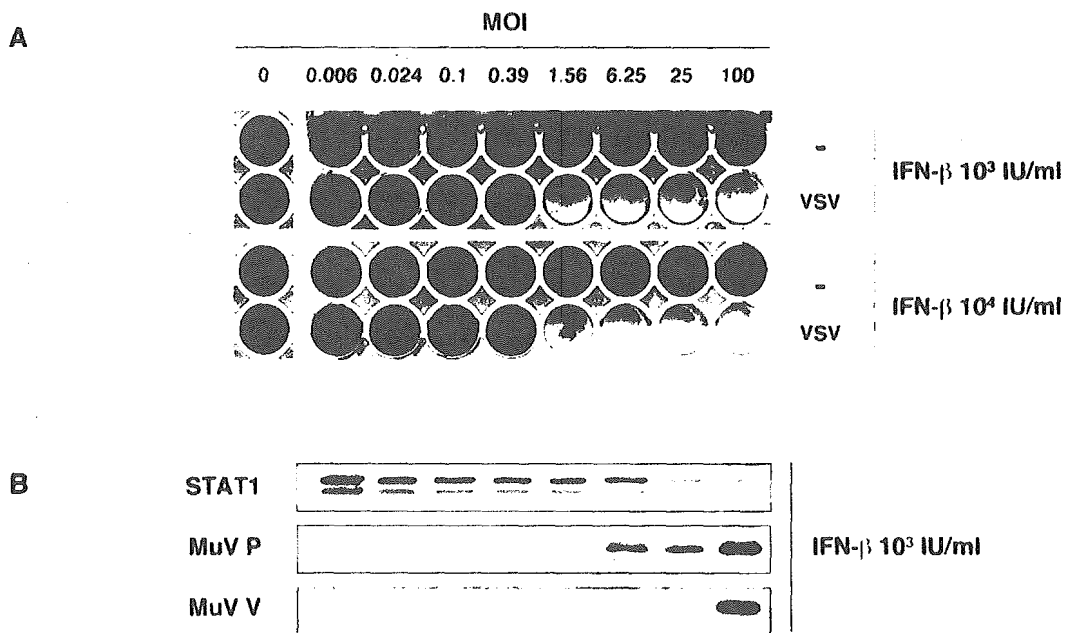 A
MOI
0 0.006 0.024 0.1 0.39 1.56 6.25 25 100
-
IFN-β 10³ IU/ml
VSV
-
IFN-β 10⁴ IU/ml
VSV
B
STAT1
MuV P
IFN-β 10³ IU/ml
MuV V